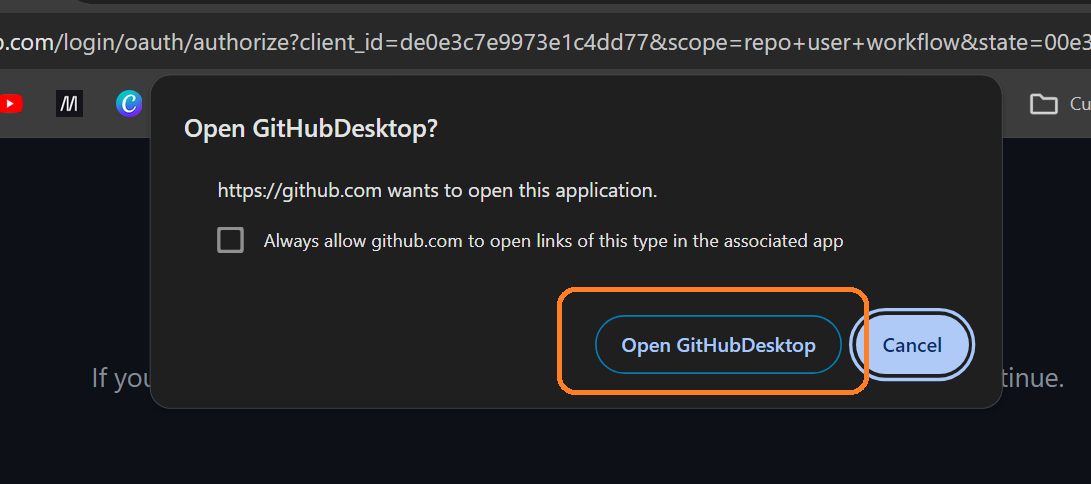 .com/login/oauth/authorize?client_id=de0e3c7e9973e1c4dd77&scope=repo+user+workflow&state=00e3
Cu
Open GitHubDesktop?
https://github.com wants to open this application.
Always allow github.com to open links of this type in the associated app
Open GitHubDesktop
Cancel
If you
tinue.